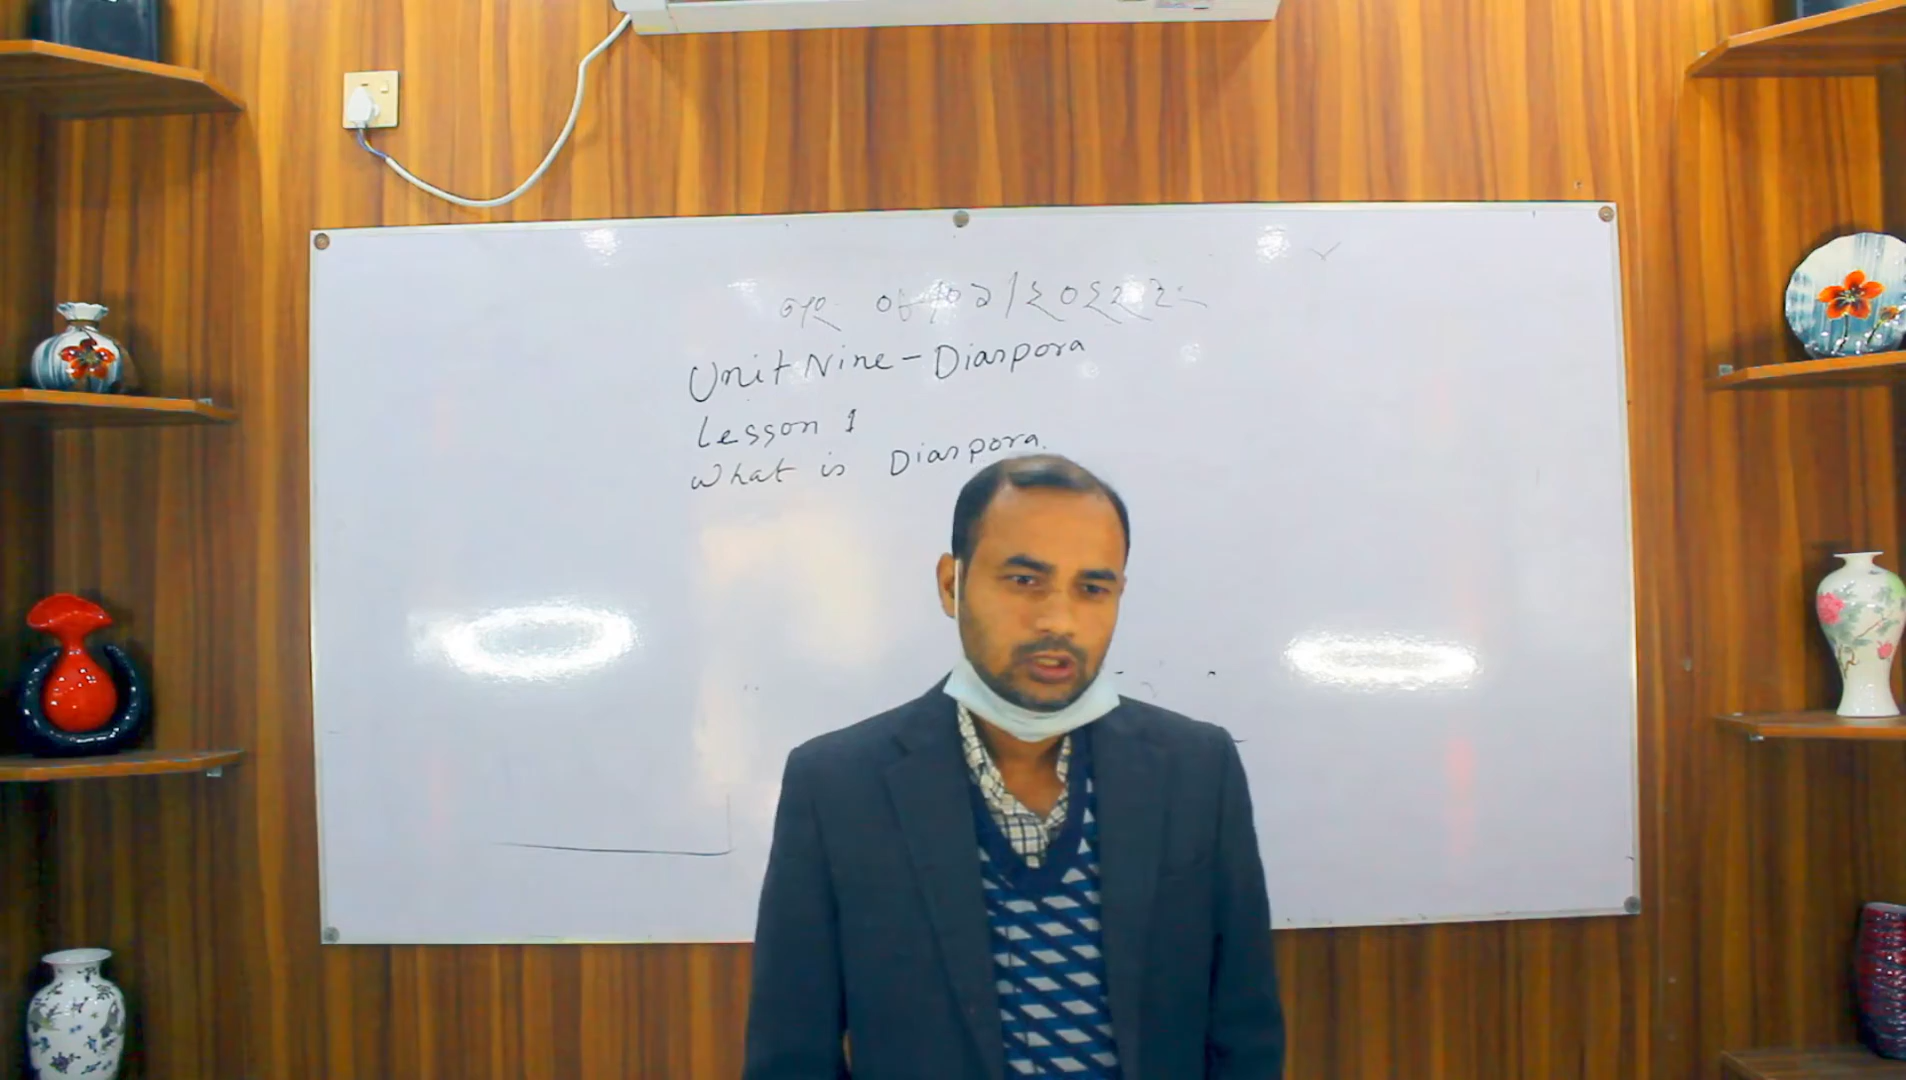 Unit Nine - Diaspora
Lesson 1
What is Diaspora.